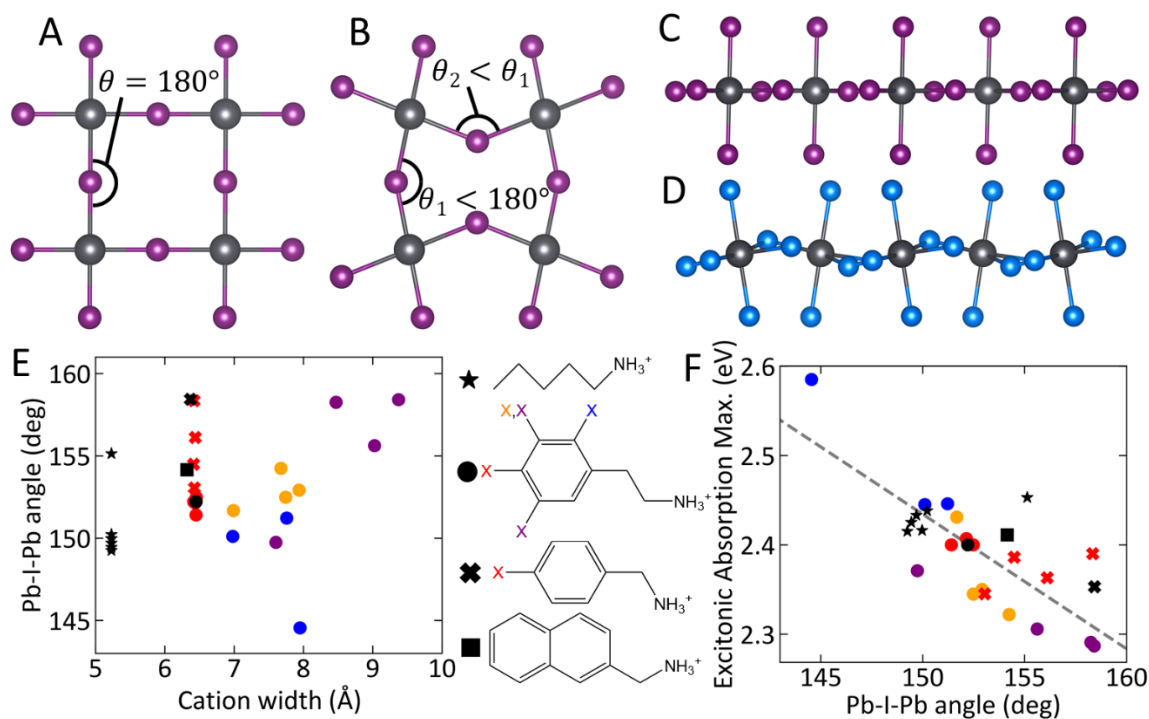 A
θ = 180°
B
θ₂ < θ₁
θ₁ < 180°
C
D
E
Pb-I-Pb angle (deg)
160
155
150
145
5 6 7 8 9 10
Cation width (Å)
NH₃⁺
X,X X
X
X
NH₃⁺
X
NH₃⁺
NH₃⁺
F
Excitonic Absorption Max. (eV)
2.6
2.5
2.4
2.3
145 150 155 160
Pb-I-Pb angle (deg)